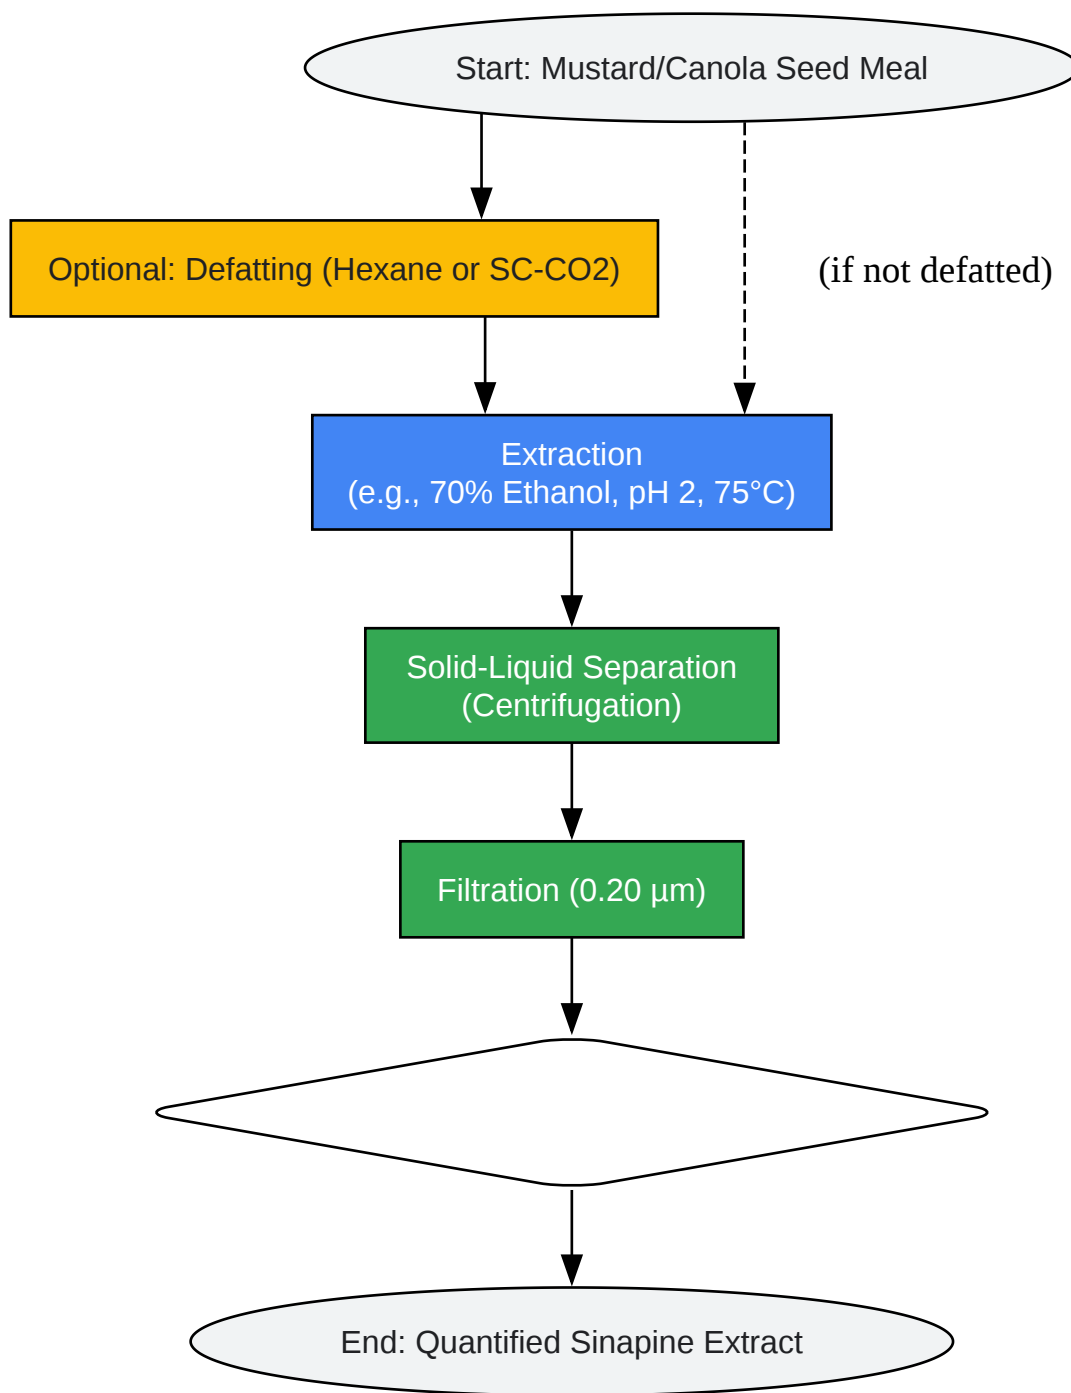 Start: Mustard/Canola Seed Meal
Optional: Defatting (Hexane or SC-CO2)
(if not defatted)
Extraction
(e.g., 70% Ethanol, pH 2, 75°C)
Solid-Liquid Separation
(Centrifugation)
Filtration (0.20 µm)
End: Quantified Sinapine Extract